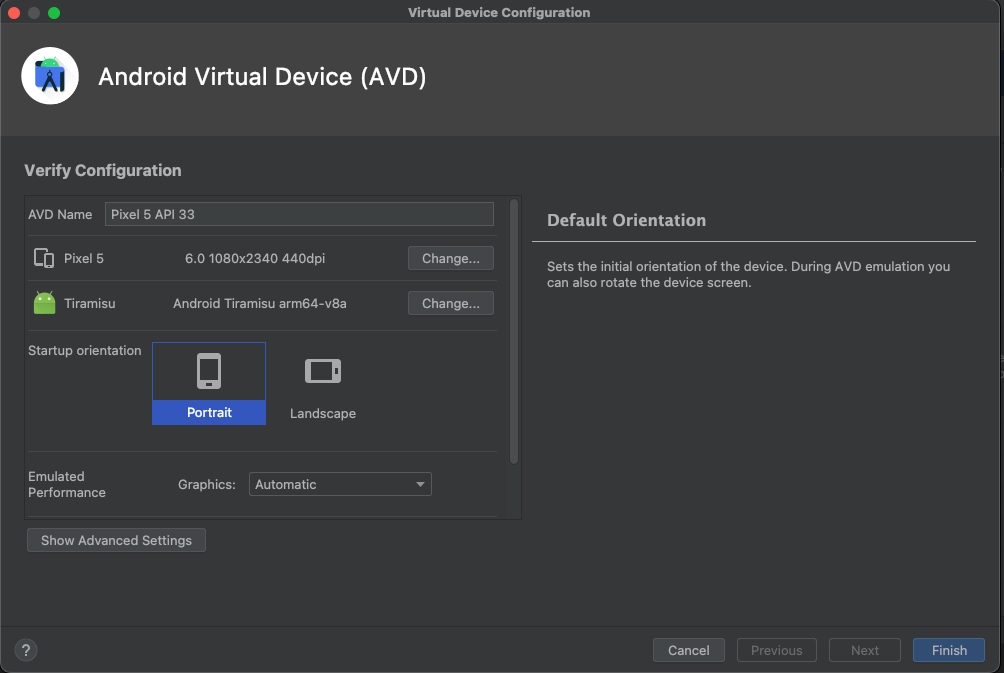 Virtual Device Configuration
Android Virtual Device (AVD)
Verify Configuration
AVD Name Pixel 5 API 33
Pixel 5 6.0 1080x2340 440dpi Change...
Tiramisu Android Tiramisu arm64-v8a Change...
Startup orientation
Portrait
Landscape
Emulated
Performance
Graphics: Automatic
Show Advanced Settings
Default Orientation
Sets the initial orientation of the device. During AVD emulation you
can also rotate the device screen.
? Cancel Previous Next Finish